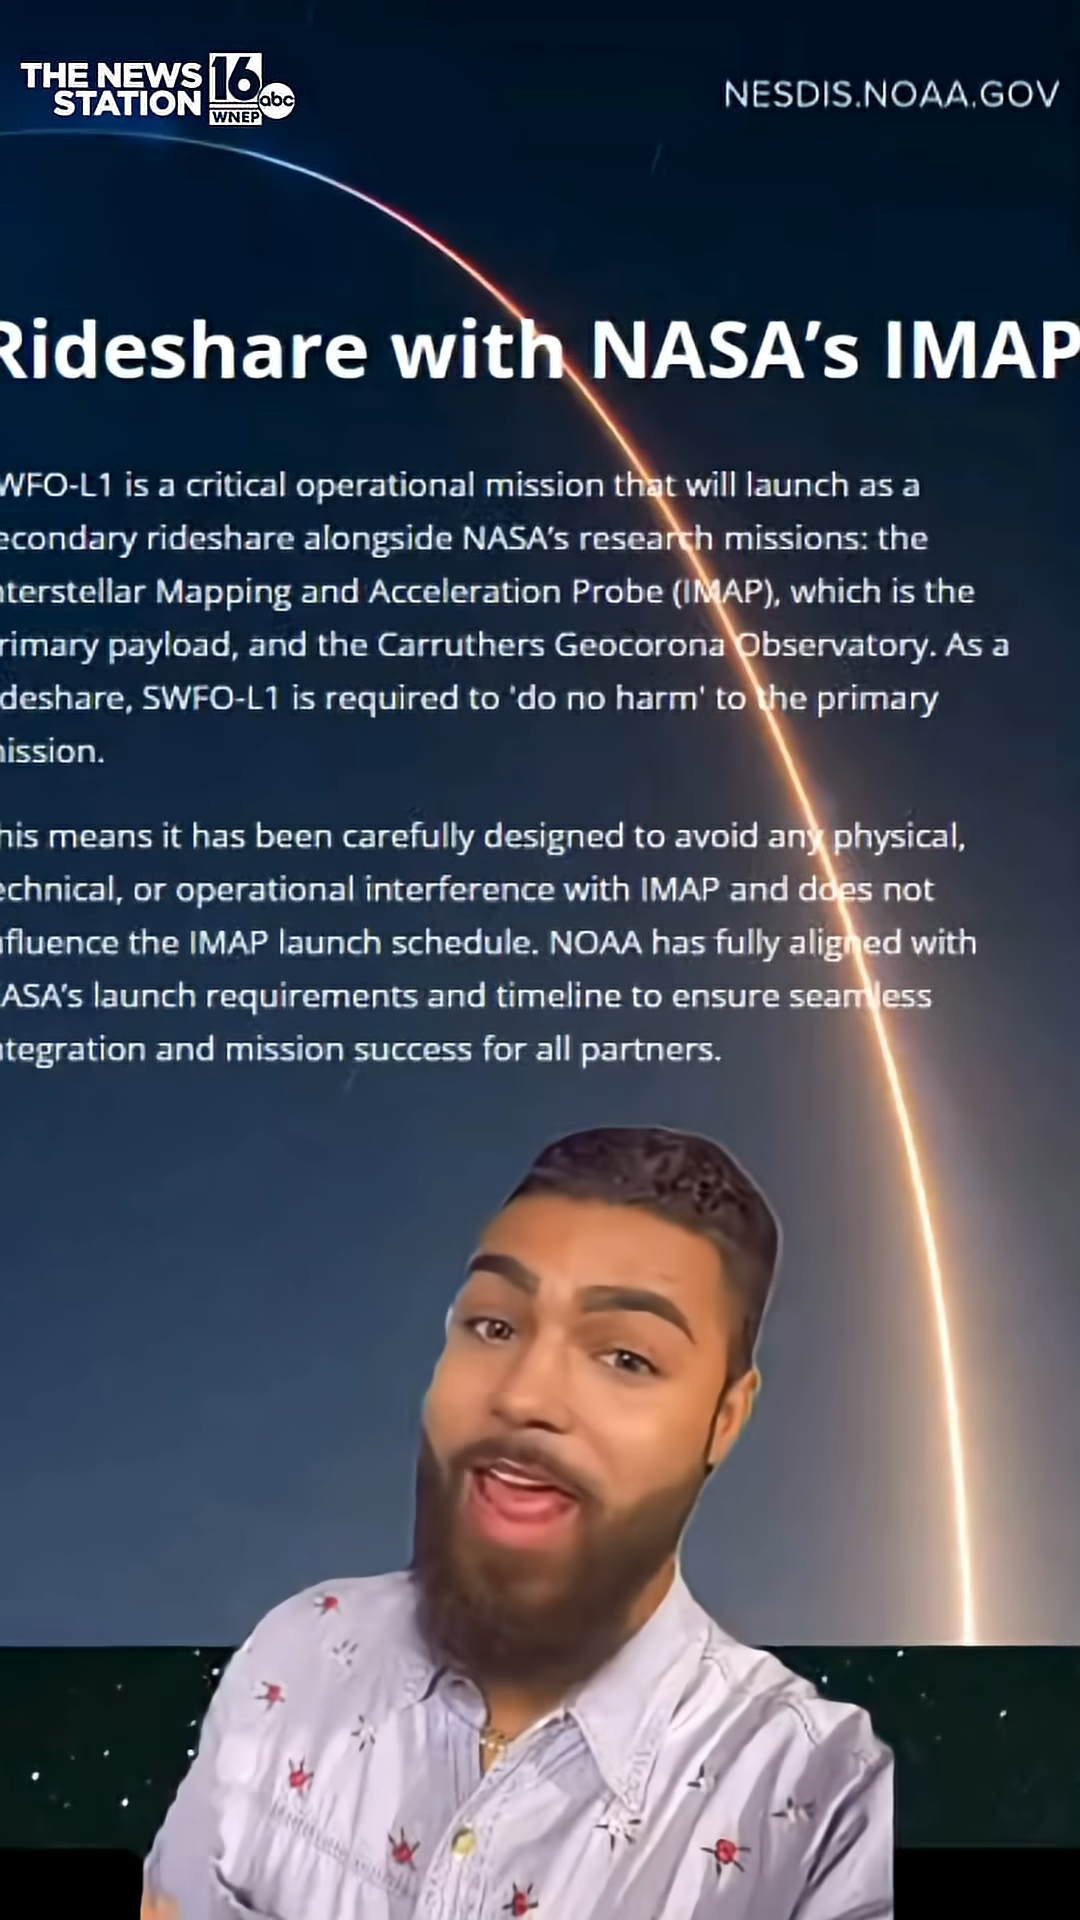 THE NEWS
STATION
16
abc
WNEP
NESDIS.NOAA.GOV
Rideshare with NASA's IMAP
WFO-L1 is a critical operational mission that will launch as a
econdary rideshare alongside NASA's research missions: the
nterstellar Mapping and Acceleration Probe (IMAP), which is the
rimary payload, and the Carruthers Geocorona Observatory. As a
ideshare, SWFO-L1 is required to 'do no harm' to the primary
mission.
his means it has been carefully designed to avoid any physical,
echnical, or operational interference with IMAP and does not
nfluence the IMAP launch schedule. NOAA has fully aligned with
ASA's launch requirements and timeline to ensure seamless
ntegration and mission success for all partners.